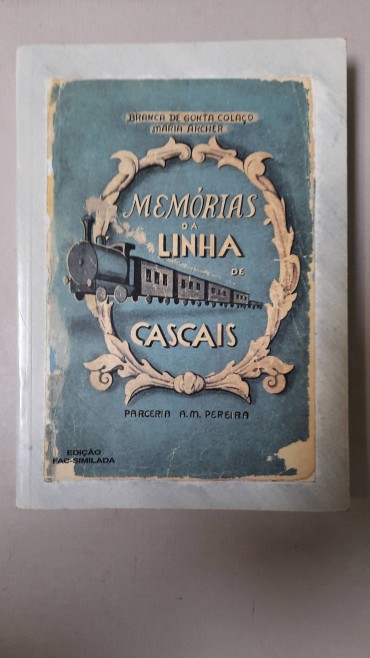 BRANCA DE GONTA COLAÇO
MARIA ARCHER
MEMÓRIAS
DA
LINHA
DE
CASCAIS
PARCERIA A.M. PEREIRA
EDIÇÃO
FAC-SIMILADA